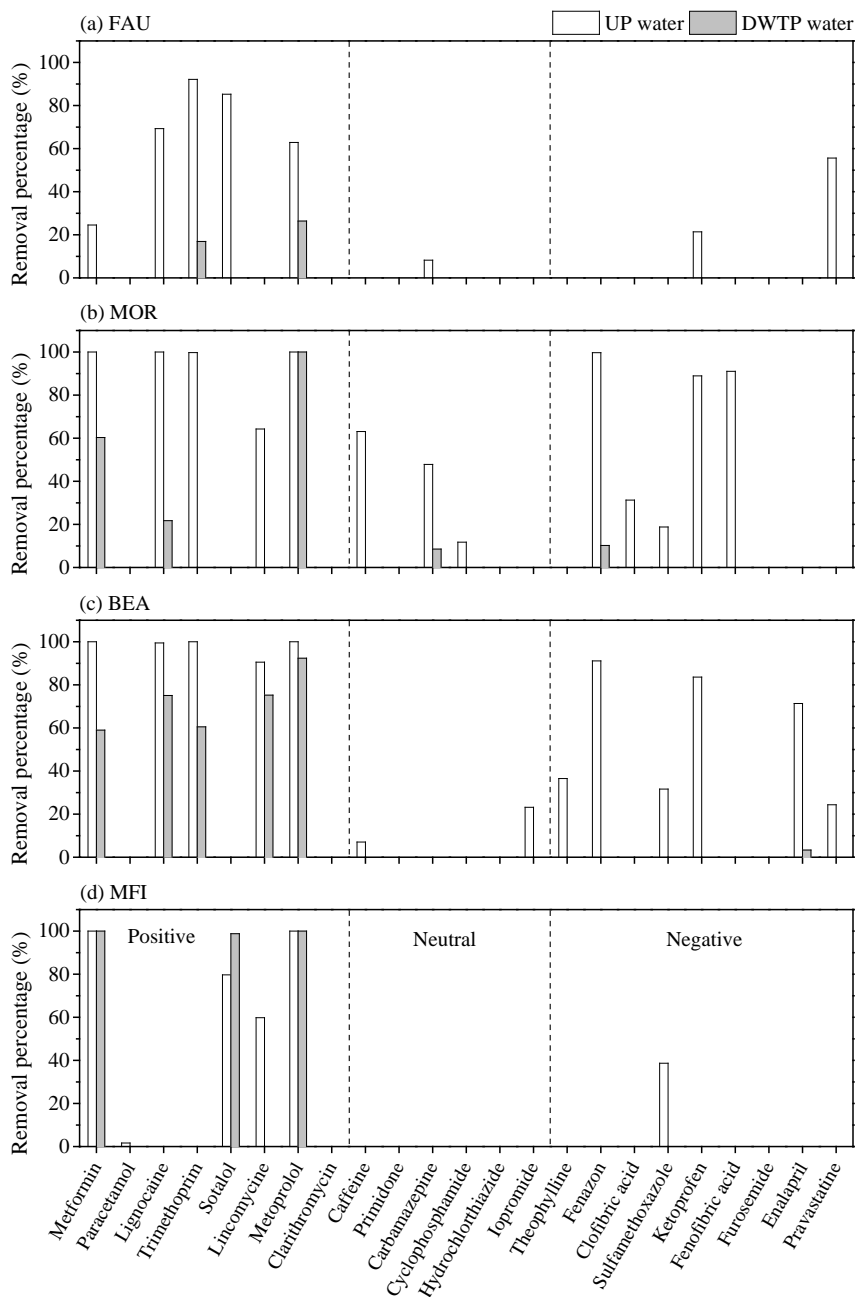 (a) FAU
UP water
DWTP water
Removal percentage (%)
100
80
60
40
20
0
(b) MOR
Removal percentage (%)
100
80
60
40
20
0
(c) BEA
Removal percentage (%)
100
80
60
40
20
0
(d) MFI
Removal percentage (%)
100
80
60
40
20
0
Positive
Neutral
Negative
Metformin
Paracetamol
Lignocaine
Trimethoprim
Sotalol
Lincomycine
Metoprolol
Clarithromycin
Caffeine
Primidone
Carbamazepine
Cyclophosphamide
Hydrochlorthiazide
Iopromide
Theophylline
Fenazon
Clofibric acid
Sulfamethoxazole
Ketoprofen
Fenofibric acid
Furosemide
Enalapril
Pravastatine